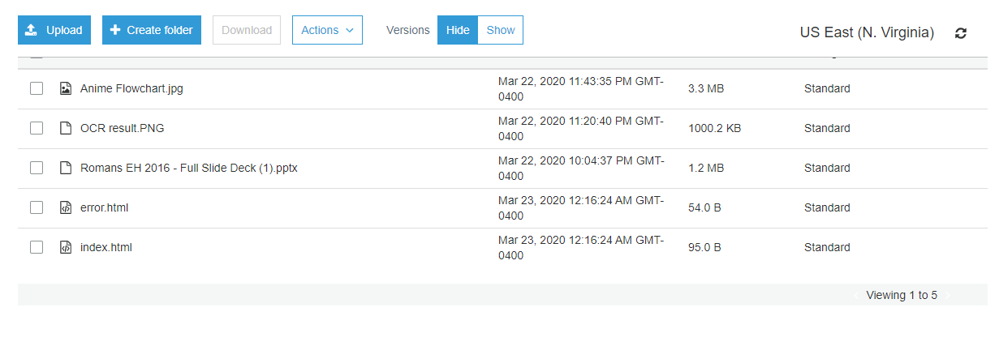 Upload Create folder Download Actions Versions Hide Show US East (N. Virginia)
Anime Flowchart.jpg Mar 22, 2020 11:43:35 PM GMT-
0400 3.3 MB Standard
OCR result.PNG Mar 22, 2020 11:20:40 PM GMT-
0400 1000.2 KB Standard
Romans EH 2016 - Full Slide Deck (1).pptx Mar 22, 2020 10:04:37 PM GMT-
0400 1.2 MB Standard
error.html Mar 23, 2020 12:16:24 AM GMT-
0400 54.0 B Standard
index.html Mar 23, 2020 12:16:24 AM GMT-
0400 95.0 B Standard
Viewing 1 to 5